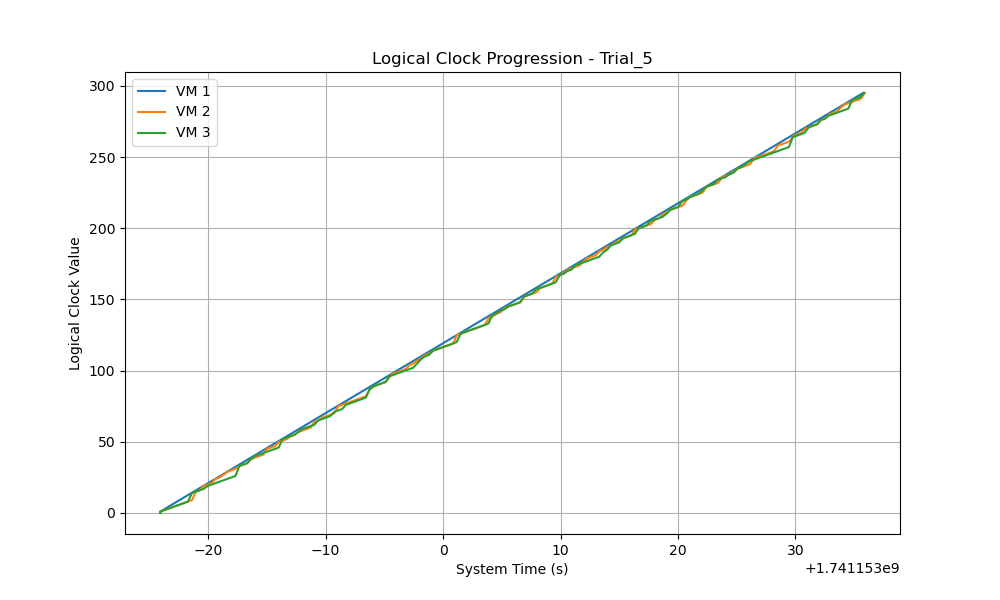 Logical Clock Progression - Trial_5
VM 1
VM 2
VM 3
Logical Clock Value
300
250
200
150
100
50
0
−20
−10
0
10
20
30
System Time (s)
+1.741153e9